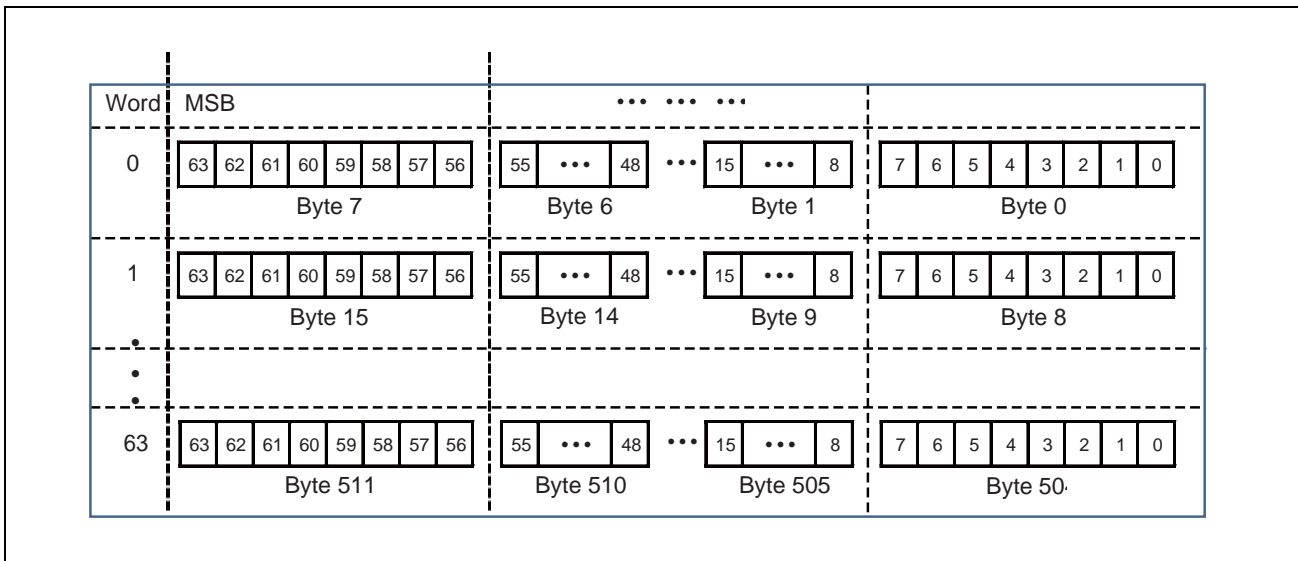 Word MSB ••• ••• •••
0 63 62 61 60 59 58 57 56 55 ••• 48 ••• 15 ••• 8 7 6 5 4 3 2 1 0
Byte 7 Byte 6 Byte 1 Byte 0
1 63 62 61 60 59 58 57 56 55 ••• 48 ••• 15 ••• 8 7 6 5 4 3 2 1 0
Byte 15 Byte 14 Byte 9 Byte 8
•
•
•
63 63 62 61 60 59 58 57 56 55 ••• 48 ••• 15 ••• 8 7 6 5 4 3 2 1 0
Byte 511 Byte 510 Byte 505 Byte